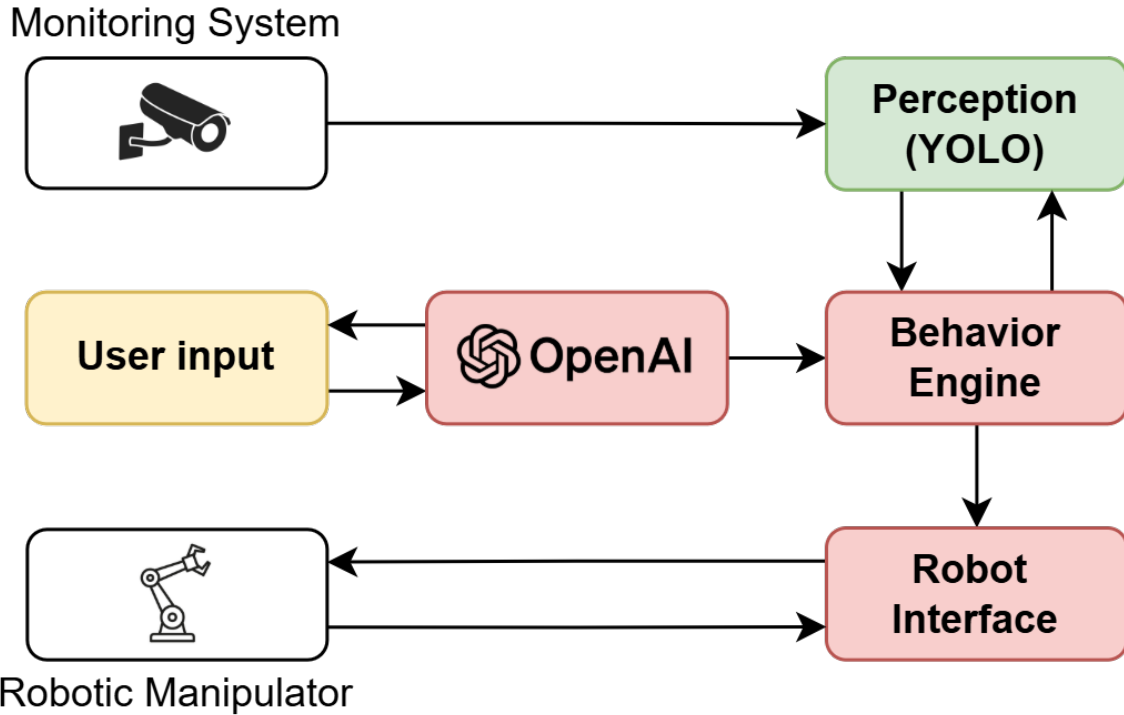 Monitoring System
Perception
(YOLO)
User input
OpenAI
Behavior
Engine
Robot
Interface
Robotic Manipulator